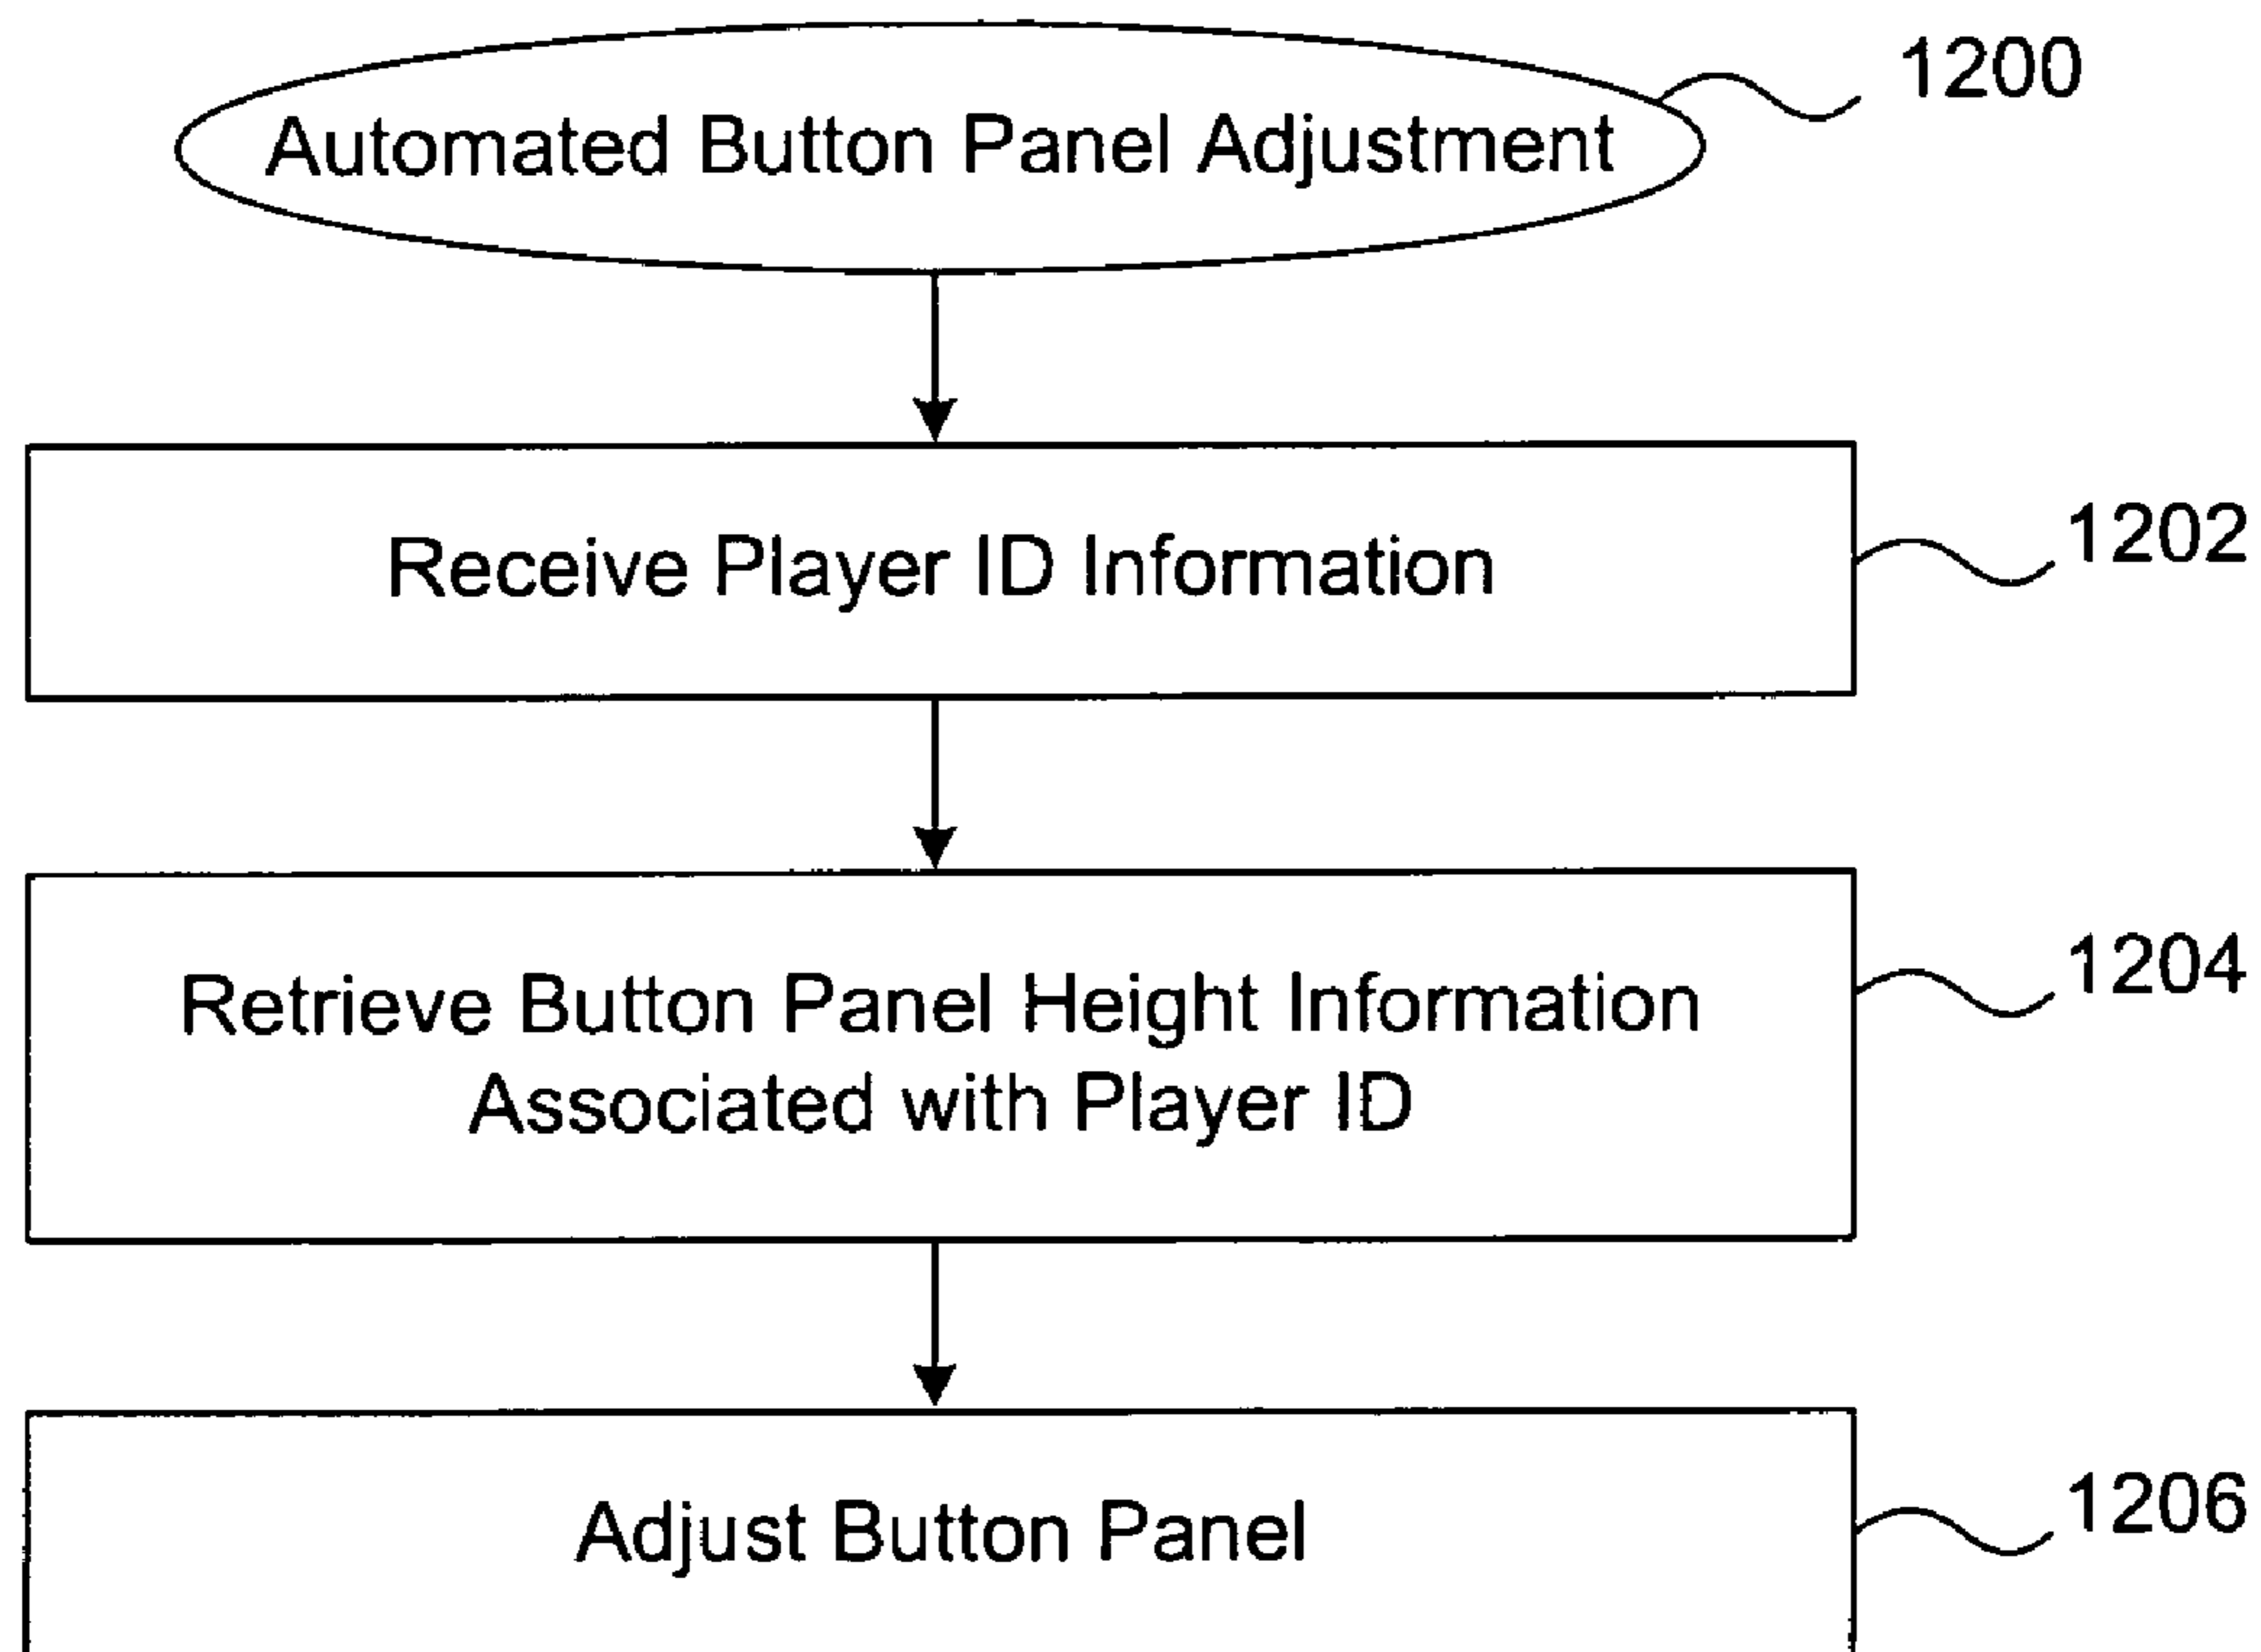 Automated Button Panel Adjustment
1200
Receive Player ID Information
1202
Retrieve Button Panel Height Information
Associated with Player ID
1204
Adjust Button Panel
1206